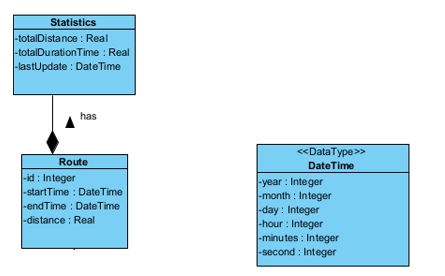 Statistics
-totalDistance : Real
-totalDurationTime : Real
-lastUpdate : DateTime
has
Route
-id : Integer
-startTime : DateTime
-endTime : DateTime
-distance : Real
<<DataType>>
DateTime
-year : Integer
-month : Integer
-day : Integer
-hour : Integer
-minutes : Integer
-second : Integer